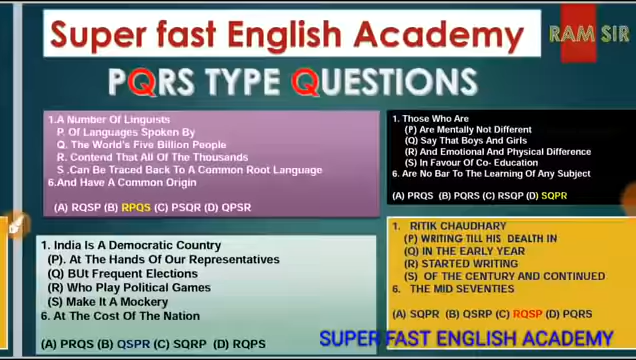 Super fast English Academy
RAM SIR
PQRS TYPE QUESTIONS
1.A Number Of Linguists
P. Of Languages Spoken By
Q. The World's Five Billion People
R. Contend That All Of The Thousands
S .Can Be Traced Back To A Common Root Language
6.And Have A Common Origin
(A) RQSP (B) RPQS (C) PSQR (D) QPSR
1. Those Who Are
(P) Are Mentally Not Different
(Q) Say That Boys And Girls
(R) And Emotional And Physical Difference
(S) In Favour Of Co- Education
6. Are No Bar To The Learning Of Any Subject
(A) PRQS (B) PQRS (C) RSQP (D) SQPR
1. India Is A Democratic Country
(P). At The Hands Of Our Representatives
(Q) BUt Frequent Elections
(R) Who Play Political Games
(S) Make It A Mockery
6. At The Cost Of The Nation
(A) PRQS (B) QSPR (C) SQRP (D) RQPS
1. RITIK CHAUDHARY
(P) WRITING TILL HIS DEALTH IN
(Q) IN THE EARLY YEAR
(R) STARTED WRITING
(S) OF THE CENTURY AND CONTINUED
6. THE MID SEVENTIES
(A) SQPR (B) QSRP (C) RQSP (D) PQRS
SUPER FAST ENGLISH ACADEMY